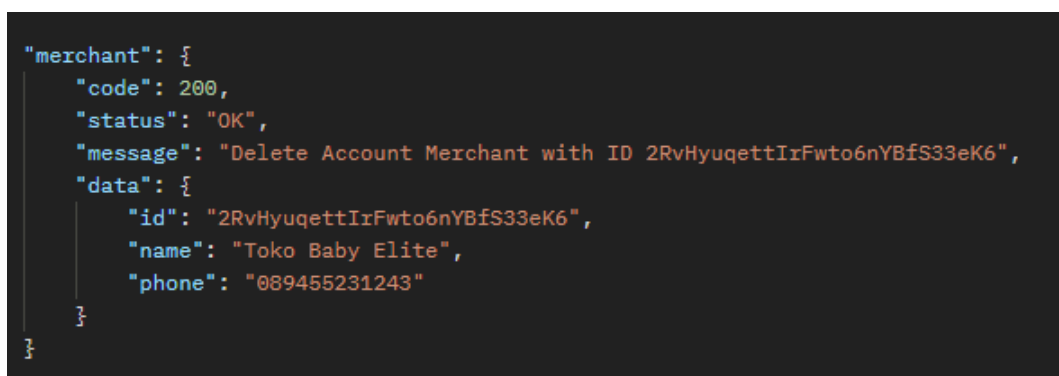 "merchant": {
    "code": 200,
    "status": "OK",
    "message": "Delete Account Merchant with ID 2RvHyuqettIrFwto6nYBfS33eK6",
    "data": {
        "id": "2RvHyuqettIrFwto6nYBfS33eK6",
        "name": "Toko Baby Elite",
        "phone": "089455231243"
    }
}